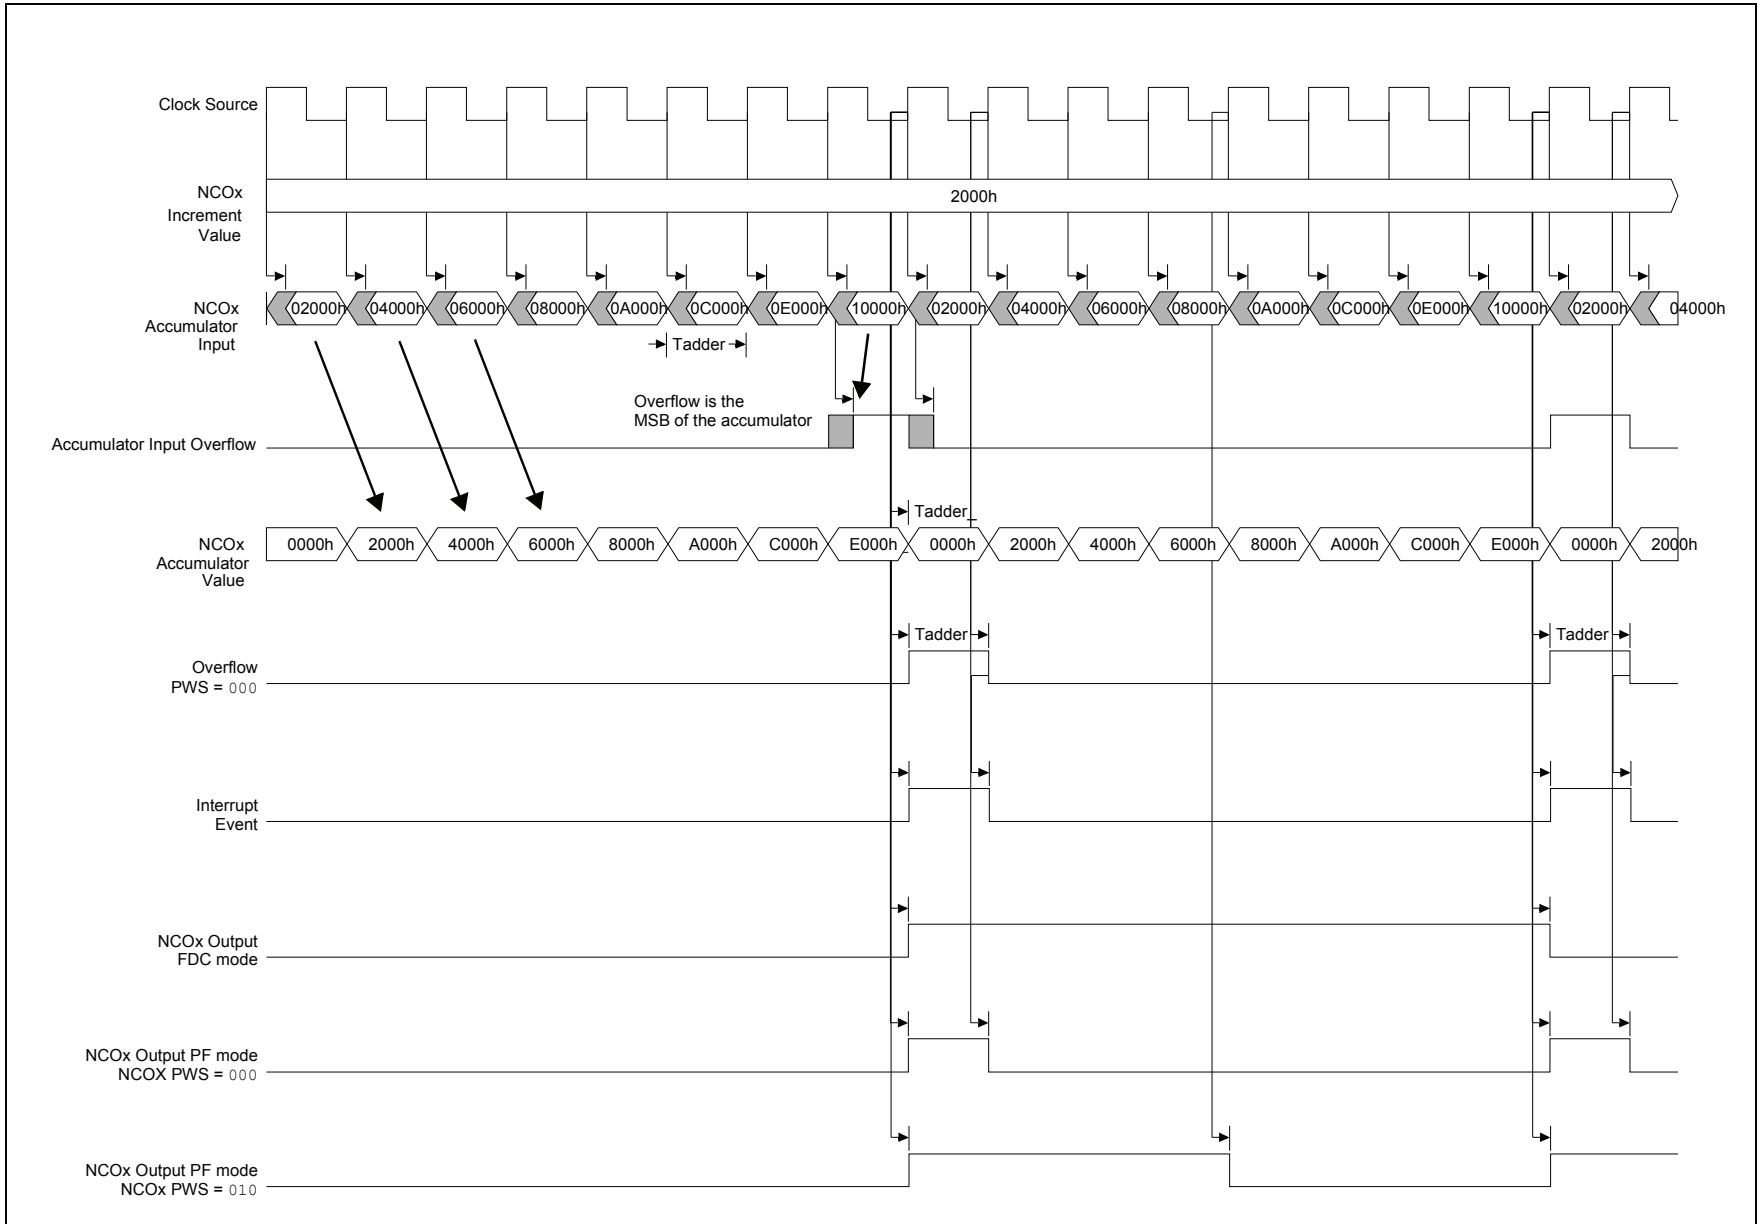 Clock Source
NCOx
Increment
Value
2000h
NCOx
Accumulator
Input
02000h 04000h 06000h 08000h 0A000h 0C000h 0E000h 10000h 02000h 04000h 06000h 08000h 0A000h 0C000h 0E000h 10000h 02000h 04000h
Tadder
Overflow is the
MSB of the accumulator
Accumulator Input Overflow
Tadder
NCOx
Accumulator
Value
0000h 2000h 4000h 6000h 8000h A000h C000h E000h 0000h 2000h 4000h 6000h 8000h A000h C000h E000h 0000h 2000h
Tadder Tadder
Overflow
PWS = 000
Interrupt
Event
NCOx Output
FDC mode
NCOx Output PF mode
NCOX PWS = 000
NCOx Output PF mode
NCOx PWS = 010